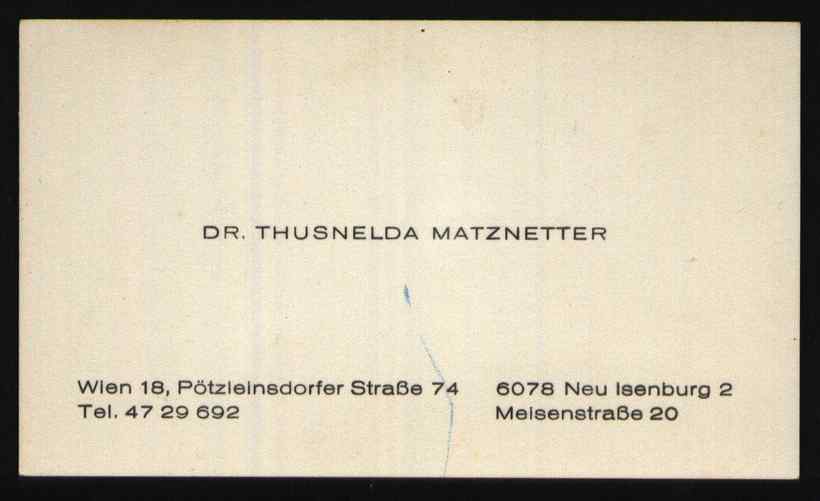 DR. THUSNELDA MATZNETTER
Wien 18, Pötzleinsdorfer Straße 74
Tel. 47 29 692
6078 Neu Isenburg 2
Meisenstraße 20